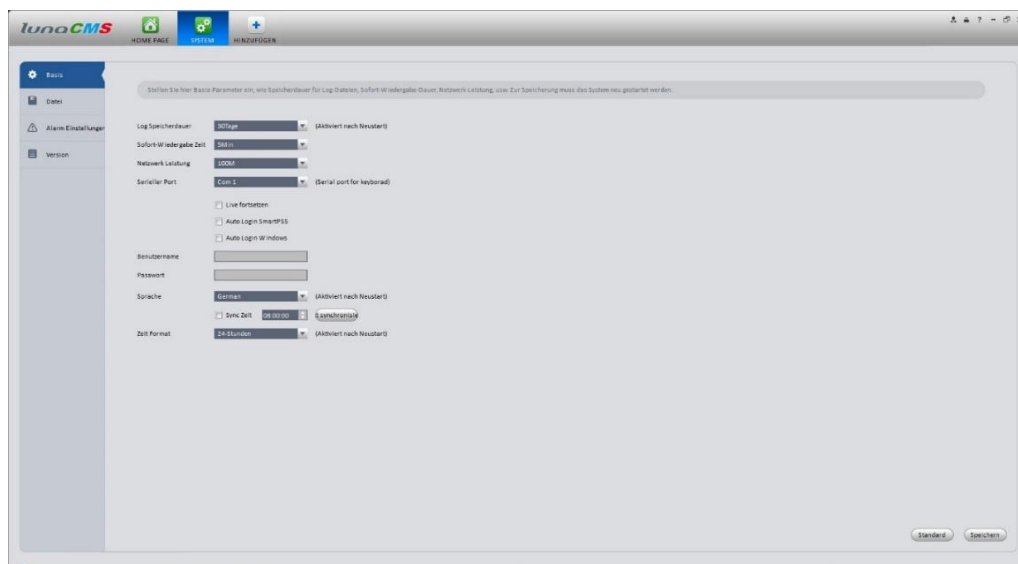 lunaCMS
HOME PAGE
SYSTEM
HINZUFÜGEN
Basis
Datei
Alarm Einstellunger
Version
Stellen Sie hier Basis-Parameter ein, wie Speicherdauer für Log-Dateien, Sofort-Wiedergabe-Dauer, Netzwerk Leistung, usw. Zur Speicherung muss das System neu gestartet werden.
Log Speicherdauer 30Tage (Aktiviert nach Neustart)
Sofort-Wiedergabe Zeit 5Min
Netzwerk Leistung 100M
Serieller Port Com 1 (Serial port for keyborad)
Live fortsetzen
Auto Login SmartPSS
Auto Login Windows
Benutzername
Passwort
Sprache German (Aktiviert nach Neustart)
Sync Zeit 08:00:00
Zeit Format 24-Stunden (Aktiviert nach Neustart)
Standard Speichern